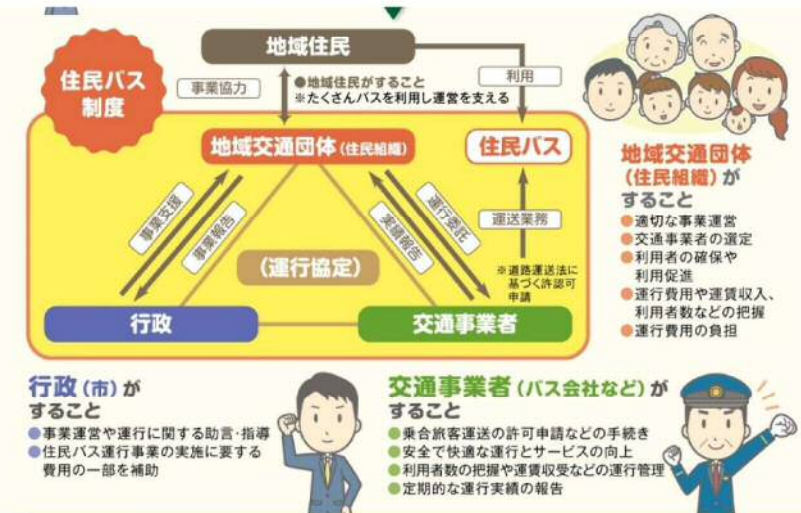 住民バス
制度
地域住民
事業協力
●地域住民がすること
※たくさんバスを利用し運営を支える
利用
地域交通団体(住民組織)
住民バス
事業支援
事業報告
(運行協定)
実績報告
運行委託
運送業務
※道路運送法に
基づく許認可
申請
行政
交通事業者
地域交通団体
(住民組織)が
すること
●適切な事業運営
●交通事業者の選定
●利用者の確保や
利用促進
●運行費用や運賃収入、
利用者数などの把握
●運行費用の負担
行政(市)が
すること
●事業運営や運行に関する助言・指導
●住民バス運行事業の実施に要する
費用の一部を補助
交通事業者(バス会社など)が
すること
●乗合旅客運送の許可申請などの手続き
●安全で快適な運行とサービスの向上
●利用者数の把握や運賃収受などの運行管理
●定期的な運行実績の報告